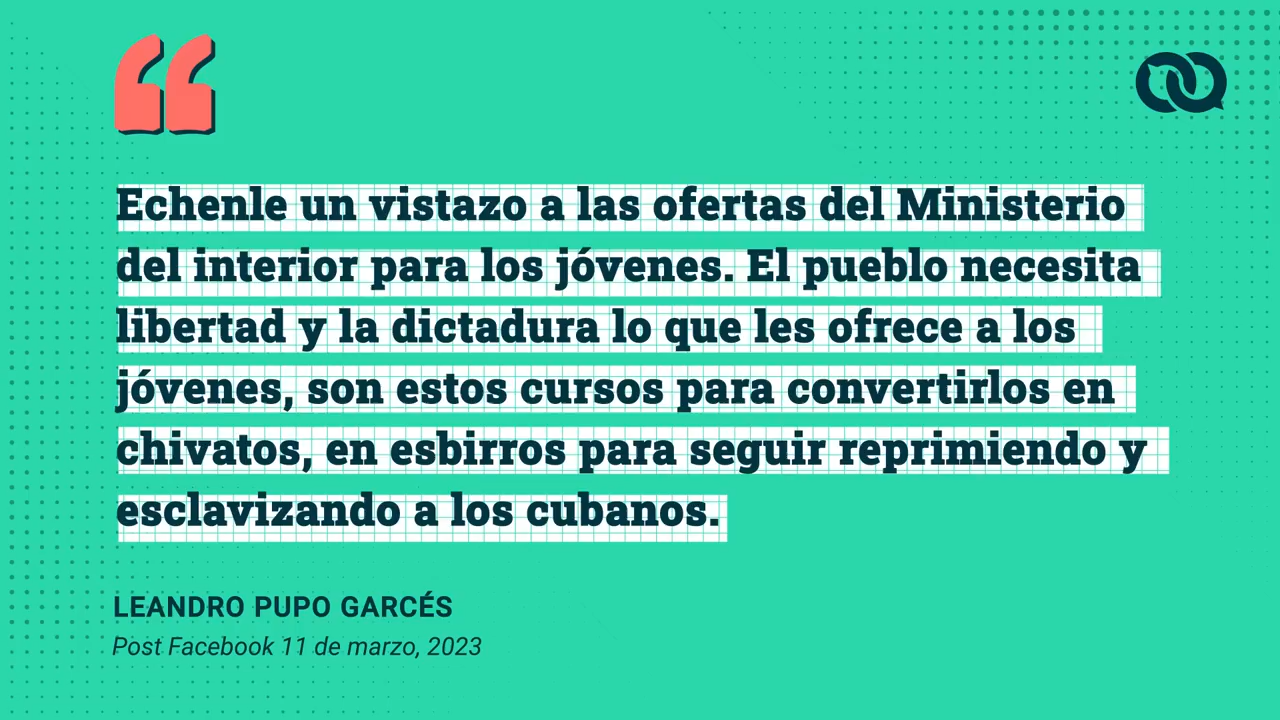 Echenle un vistazo a las ofertas del Ministerio
del interior para los jóvenes. El pueblo necesita
libertad y la dictadura lo que les ofrece a los
jóvenes, son estos cursos para convertirlos en
chivatos, en esbirros para seguir reprimiendo y
esclavizando a los cubanos.
LEANDRO PUPO GARCÉS
Post Facebook 11 de marzo, 2023